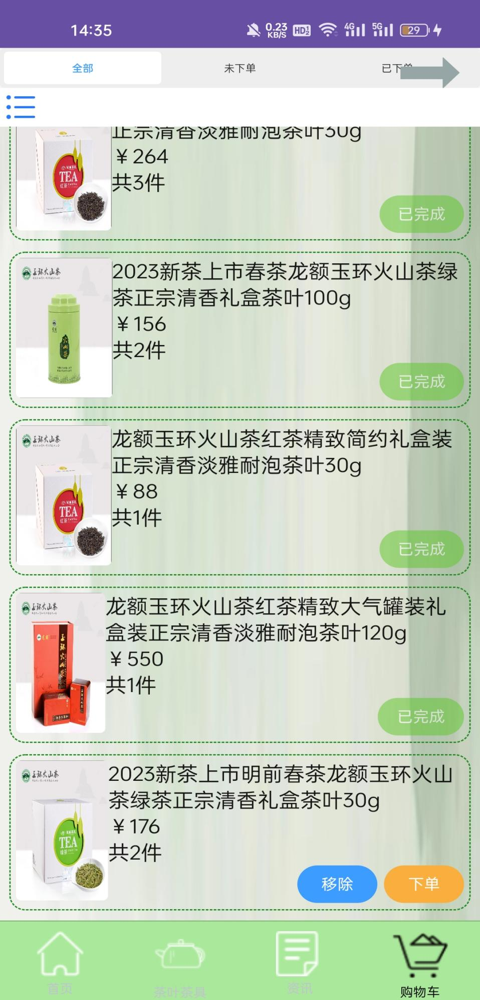 14:35
0.23
KB/S
HD
4G
5G
29
全部
未下单
已下单
正宗清香淡雅耐泡茶叶30g
￥264
共3件
TEA
红茶
已完成
玉环火山茶
2023新茶上市春茶龙额玉环火山茶绿
茶正宗清香礼盒茶叶100g
￥156
共2件
火山茶
已完成
玉环火山茶
龙额玉环火山茶红茶精致简约礼盒装
正宗清香淡雅耐泡茶叶30g
￥88
共1件
TEA
红茶
已完成
玉环火山茶
龙额玉环火山茶红茶精致大气罐装礼
盒装正宗清香淡雅耐泡茶叶120g
￥550
共1件
玉环火山茶
已完成
玉环火山茶
2023新茶上市明前春茶龙额玉环火山
茶绿茶正宗清香礼盒茶叶30g
￥176
共2件
TEA
绿茶
移除
下单
首页
茶叶茶具
资讯
购物车